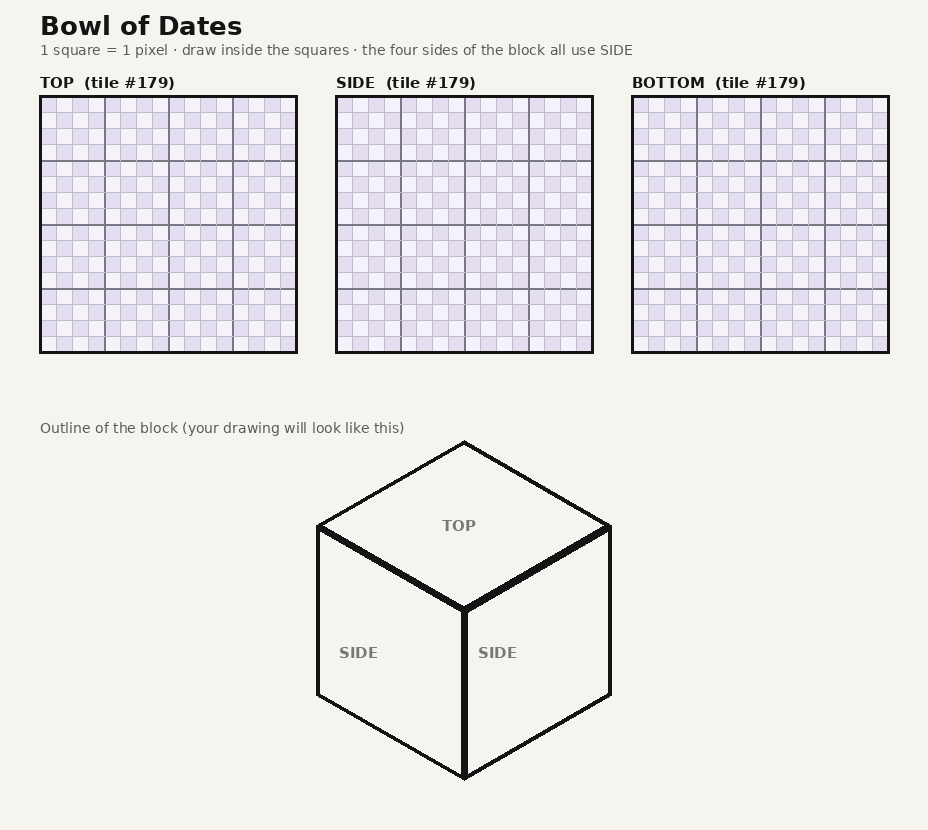 Bowl of Dates
1 square = 1 pixel · draw inside the squares · the four sides of the block all use SIDE
TOP (tile #179)
SIDE (tile #179)
BOTTOM (tile #179)
Outline of the block (your drawing will look like this)
TOP
SIDE
SIDE